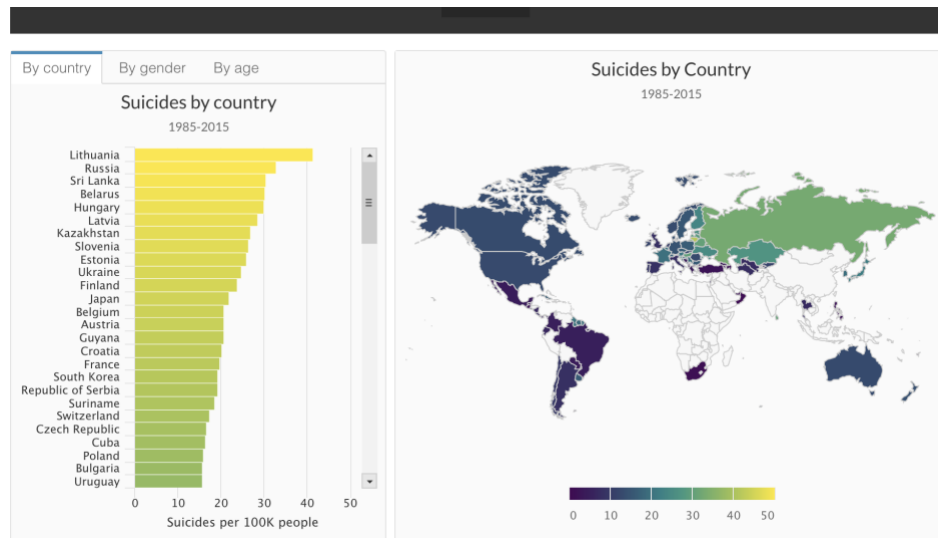 By country By gender By age
Suicides by country
1985-2015
Lithuania
Russia
Sri Lanka
Belarus
Hungary
Latvia
Kazakhstan
Slovenia
Estonia
Ukraine
Finland
Japan
Belgium
Austria
Guyana
Croatia
France
South Korea
Republic of Serbia
Suriname
Switzerland
Czech Republic
Cuba
Poland
Bulgaria
Uruguay
0 10 20 30 40 50
Suicides per 100K people
Suicides by Country
1985-2015
0 10 20 30 40 50